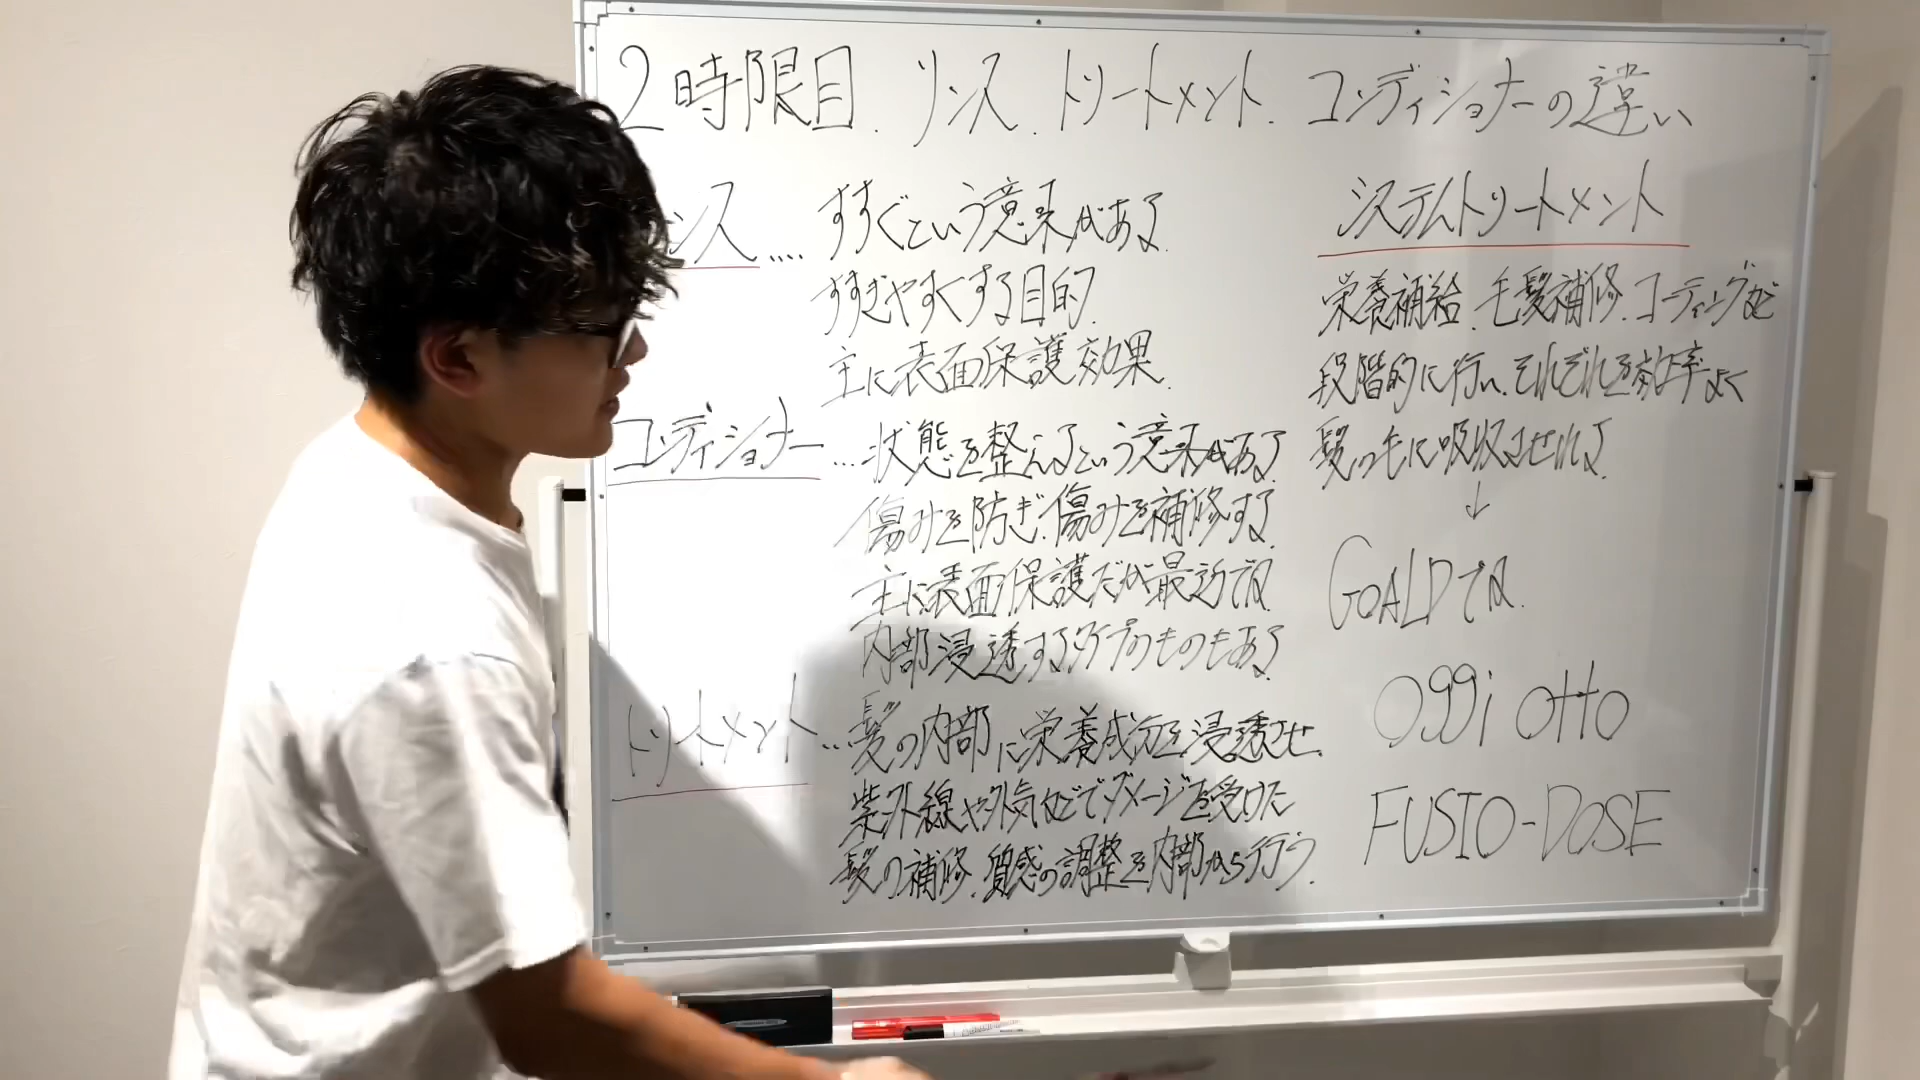 2時限目.リンス.トリートメント.コンディショナーの違い
ンス....すすぐという意味がある.
すすぎやすくする目的.
主に表面保護効果.
コンディショナー...状態を整えるという意味がある.
傷みを防ぎ.傷みを補修する.
主に表面保護だが最近では
内部浸透するタイプのものもある.
トリートメント...髪の内部に栄養成分を浸透させ.
紫外線や外気などでダメージを受けた
髪の補修.質感の調整を内部から行う.
システムトリートメント
栄養補給.毛髪補修.コーティングなど
段階的に行い.それぞれを効率よく
髪の毛に吸収させれる.
↓
GOALDでは.
oggi otto
FUSIO-DOSE